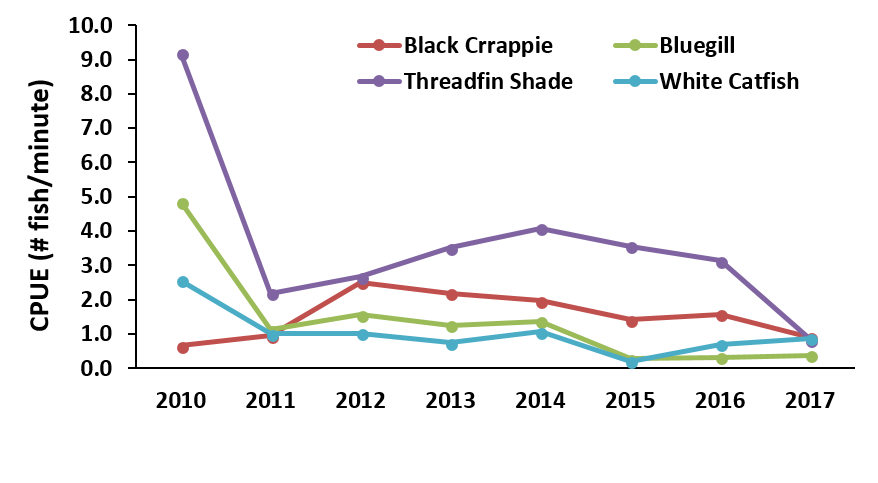 10.0
9.0
8.0
7.0
6.0
5.0
4.0
3.0
2.0
1.0
0.0
CPUE (# fish/minute)
Black Crrappie
Bluegill
Threadfin Shade
White Catfish
2010 2011 2012 2013 2014 2015 2016 2017